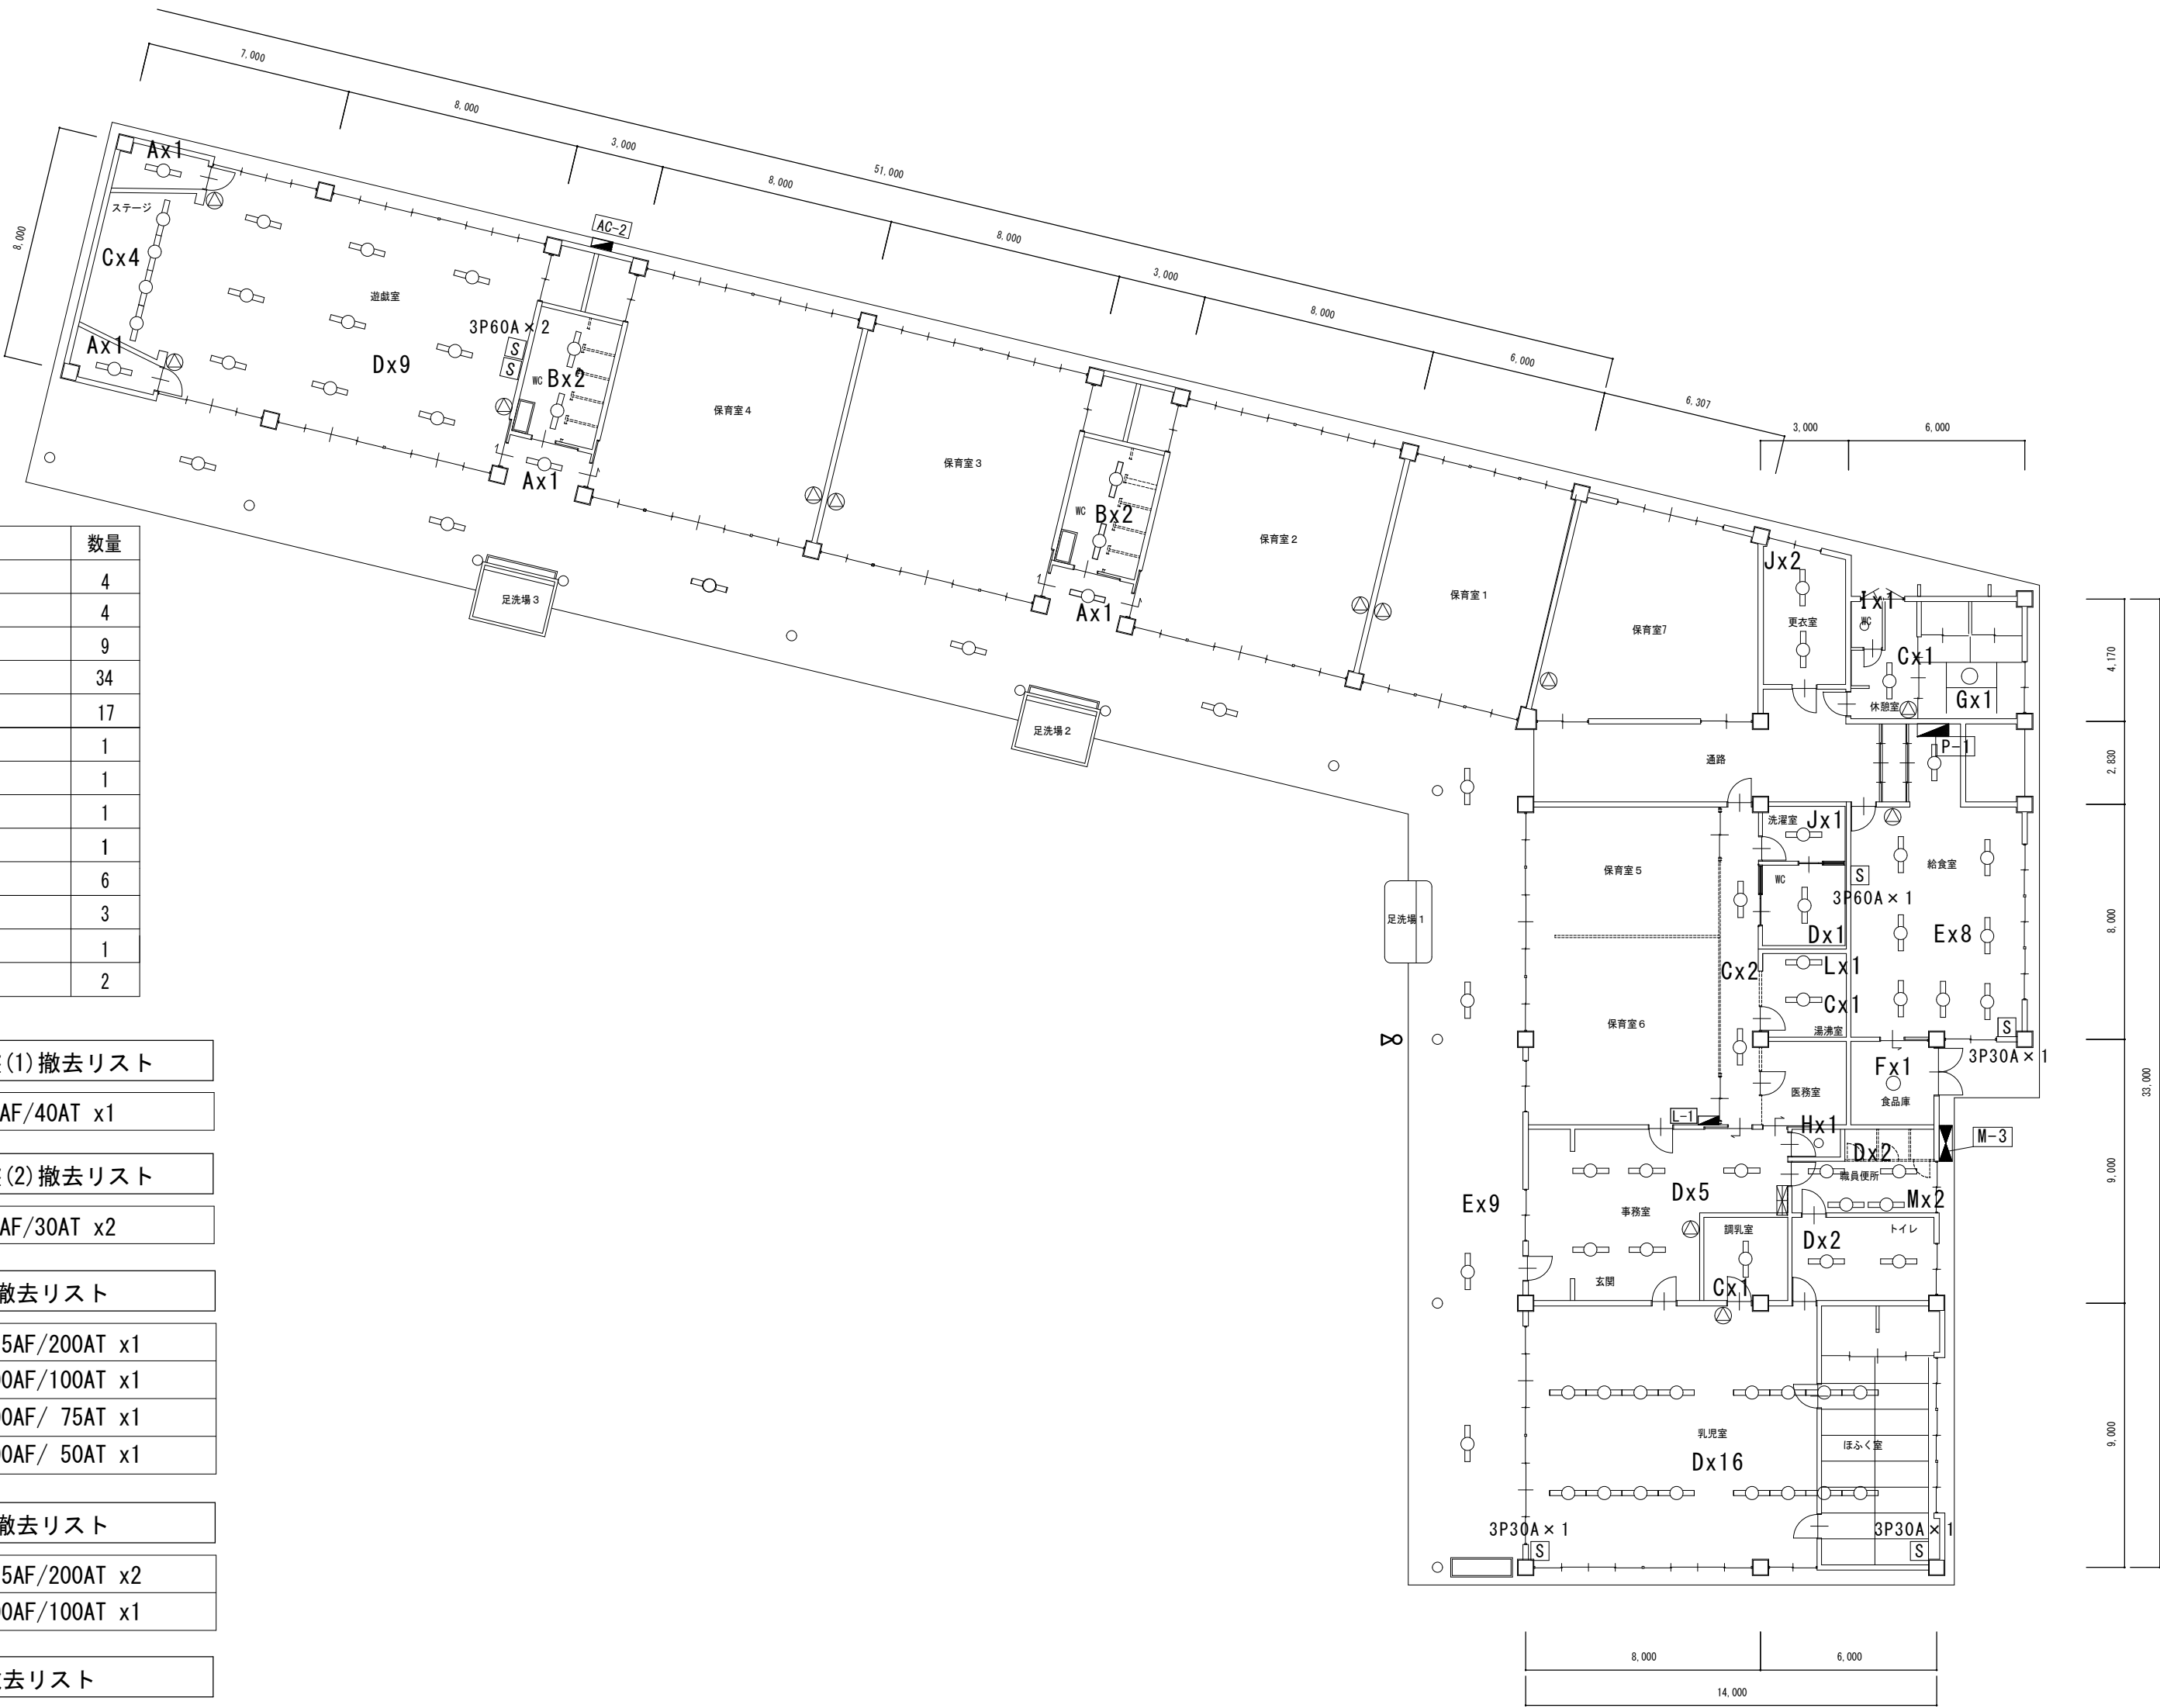 7,000
8,000
3,000
8,000
51,000
8,000
3,000
8,000
6,000
6,307
3,000
6,000
8,000
Ax1
ステージ
Cx4
Ax1
遊戯室
Dx9
AC-2
3P60A×2
S
S
WC
Bx2
Ax1
保育室4
保育室3
WC
Bx2
Ax1
保育室2
保育室1
保育室7
足洗場3
足洗場2
足洗場1
Jx2
更衣室
Ix1
WC
Cx1
休憩室
Gx1
P-1
通路
洗濯室
Jx1
WC
S
3P60A×1
給食室
Dx1
Ex8
Lx1
Cx2
Cx1
湯沸室
保育室5
保育室6
S
3P30A×1
Fx1
食品庫
医務室
L-1
Hx1
M-3
Dx2
職員便所
Mx2
Dx5
事務室
Ex9
調乳室
トイレ
Dx2
玄関
Cx1
乳児室
Dx16
ほふく室
3P30A×1
S
3P30A×1
S
4,170
2,830
8,000
9,000
9,000
33,000
8,000
6,000
14,000
数量
4
4
9
34
17
1
1
1
1
6
3
1
2
(1)撤去リスト
AF/40AT x1
(2)撤去リスト
AF/30AT x2
撤去リスト
5AF/200AT x1
0AF/100AT x1
0AF/ 75AT x1
0AF/ 50AT x1
撤去リスト
5AF/200AT x2
0AF/100AT x1
去リスト